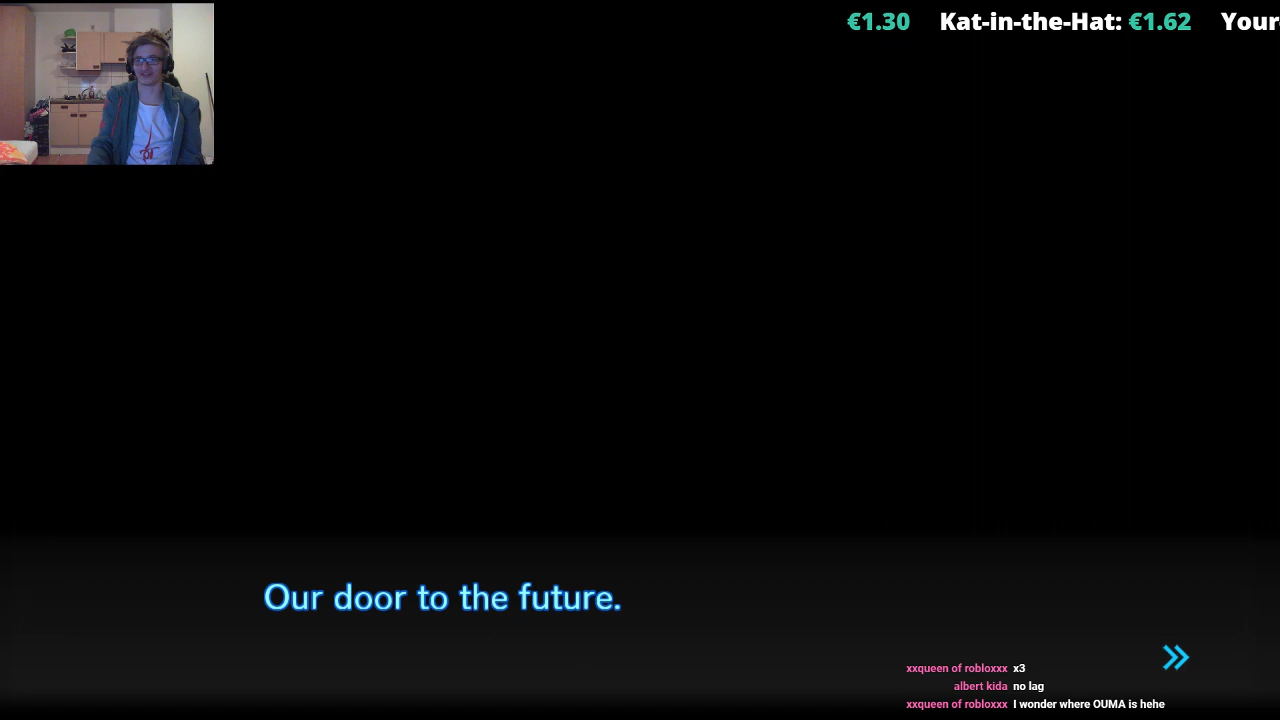 €1.30 Kat-in-the-Hat: €1.62 Your
Our door to the future.
xxqueen of robloxxx x3
albert kida no lag
xxqueen of robloxxx I wonder where OUMA is hehe